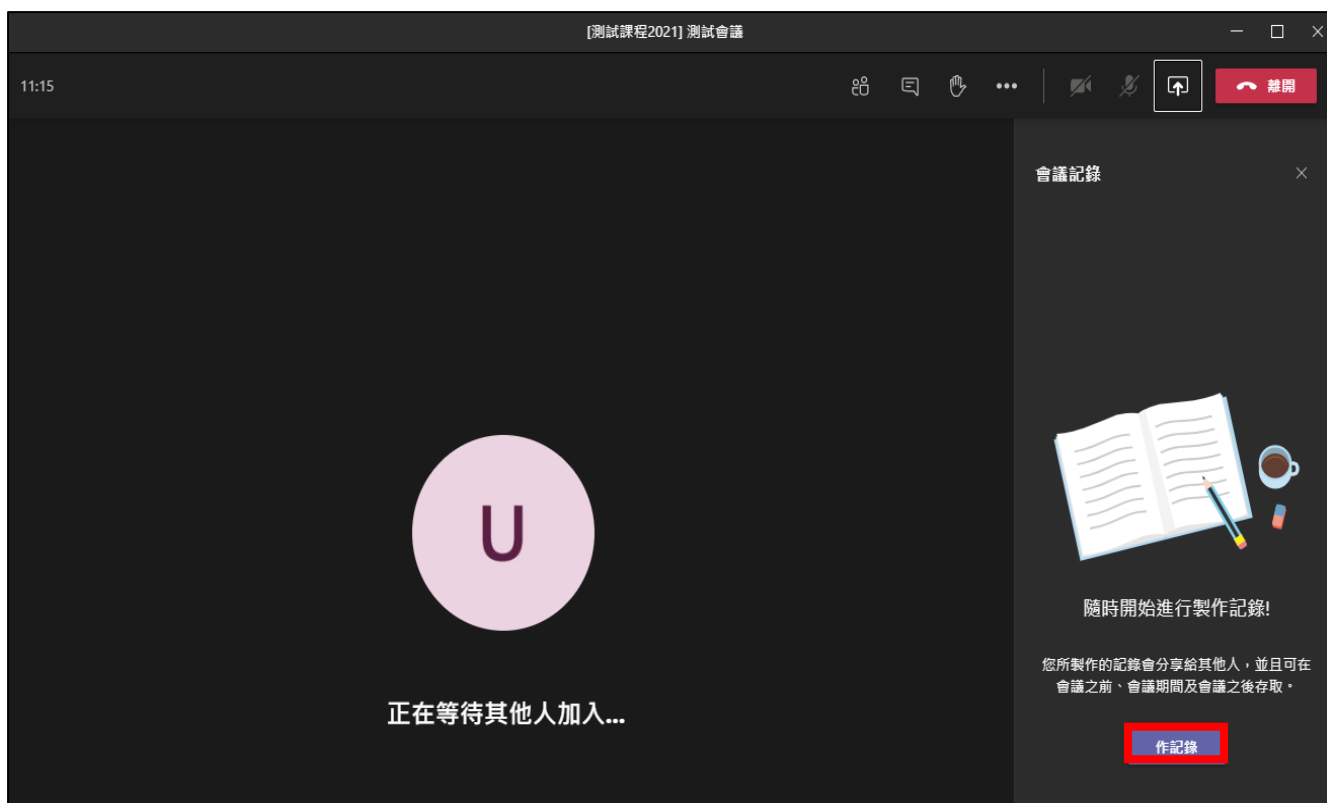 [測試課程2021] 測試會議
11:15
離開
會議記錄
U
正在等待其他人加入...
隨時開始進行製作記錄!
您所製作的記錄會分享給其他人，並且可在
會議之前、會議期間及會議之後存取。
作記錄